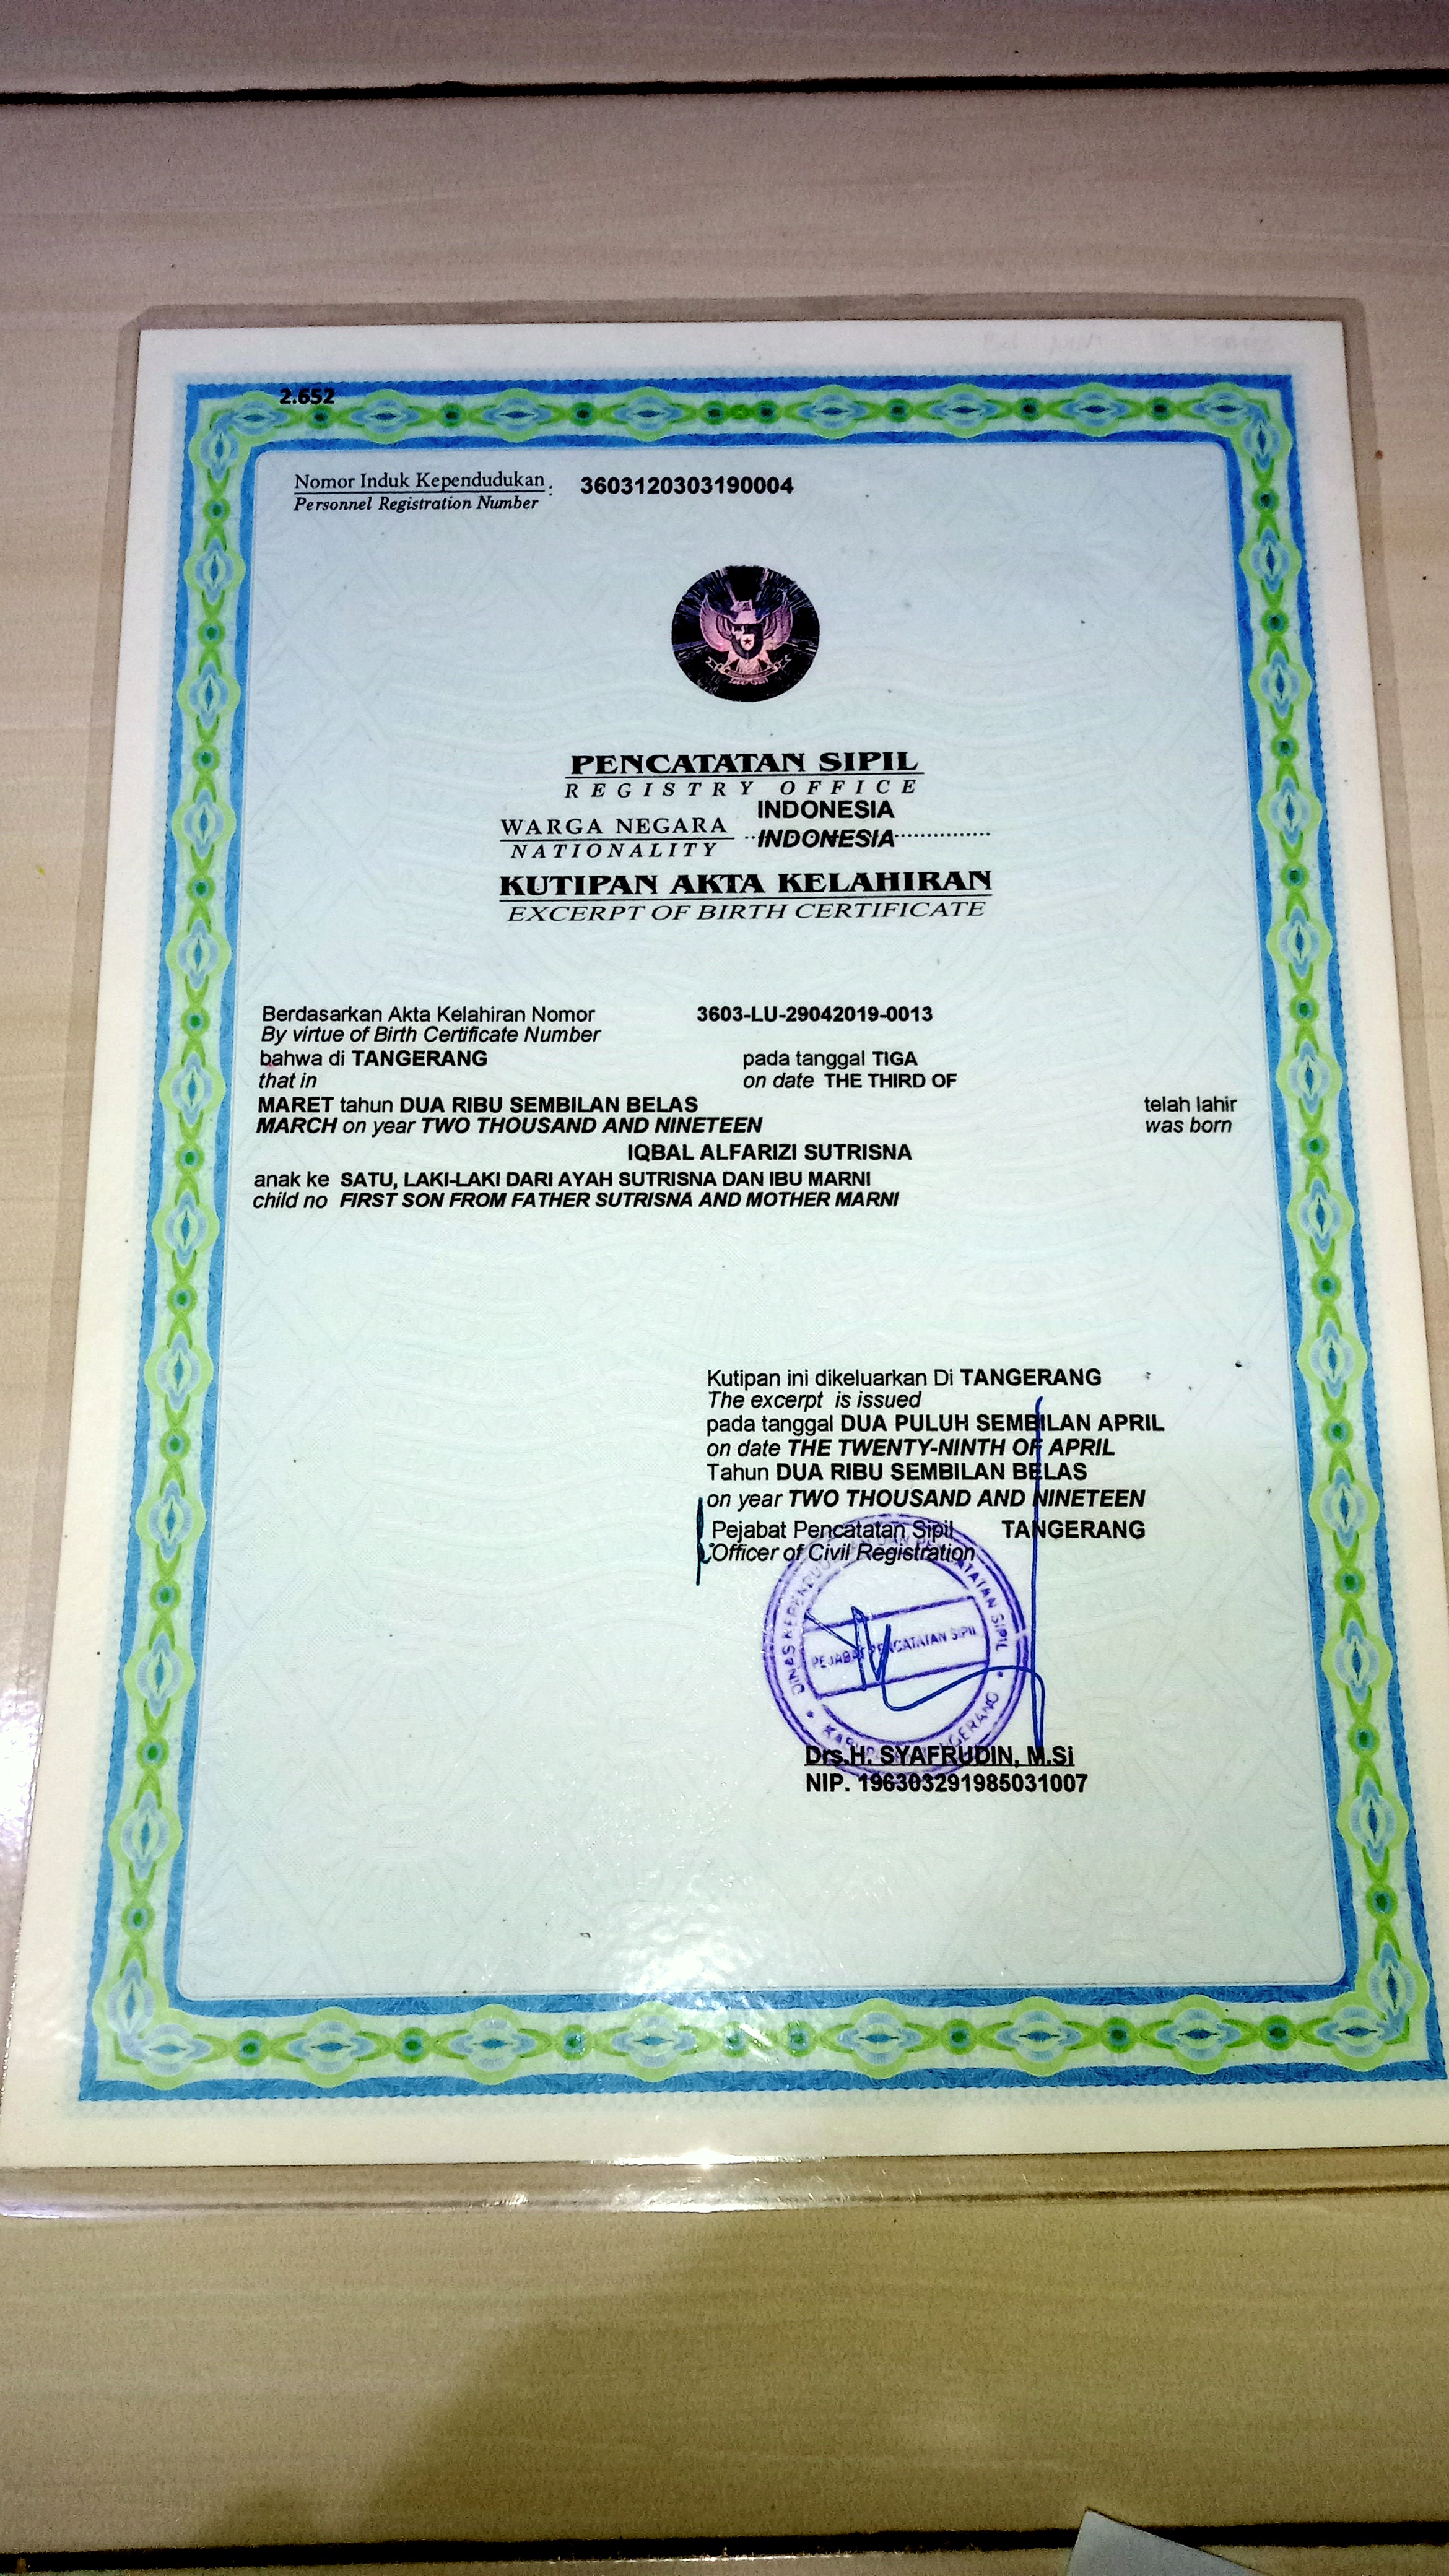 2.652
Nomor Induk Kependudukan : 3603120303190004
Personnel Registration Number
PENCATATAN SIPIL
REGISTRY OFFICE
INDONESIA
WARGA NEGARA
INDONESIA
NATIONALITY
KUTIPAN AKTA KELAHIRAN
EXCERPT OF BIRTH CERTIFICATE
Berdasarkan Akta Kelahiran Nomor 3603-LU-29042019-0013
By virtue of Birth Certificate Number
bahwa di TANGERANG pada tanggal TIGA
that in on date THE THIRD OF
MARET tahun DUA RIBU SEMBILAN BELAS telah lahir
MARCH on year TWO THOUSAND AND NINETEEN was born
IQBAL ALFARIZI SUTRISNA
anak ke SATU, LAKI-LAKI DARI AYAH SUTRISNA DAN IBU MARNI
child no FIRST SON FROM FATHER SUTRISNA AND MOTHER MARNI
Kutipan ini dikeluarkan Di TANGERANG
The excerpt is issued
pada tanggal DUA PULUH SEMBILAN APRIL
on date THE TWENTY-NINTH OF APRIL
Tahun DUA RIBU SEMBILAN BELAS
on year TWO THOUSAND AND NINETEEN
Pejabat Pencatatan Sipil TANGERANG
Officer of Civil Registration
DINAS PENCATATAN SIPIL
PEJABAT PENCATATAN SIPIL
Drs.H. SYAFRUDIN, M.Si
NIP. 196303291985031007